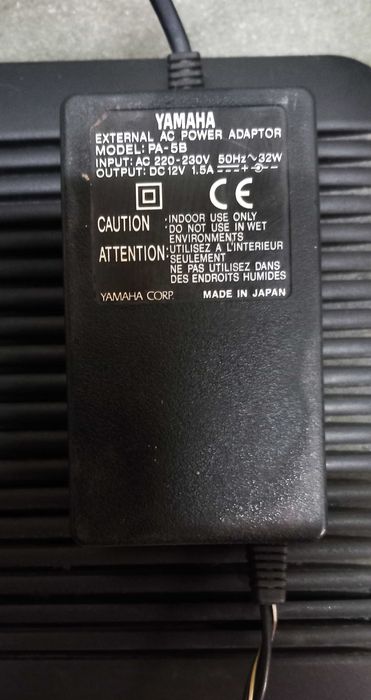 YAMAHA
EXTERNAL AC POWER ADAPTOR
MODEL: PA-5B
INPUT: AC 220-230V 50Hz ~ 32W
OUTPUT: DC 12V 1.5A
CE
CAUTION : INDOOR USE ONLY
DO NOT USE IN WET
ENVIRONMENTS
ATTENTION : UTILISEZ A L'INTERIEUR
SEULEMENT
NE PAS UTILISEZ DANS
DES ENDROITS HUMIDES
YAMAHA CORP. MADE IN JAPAN